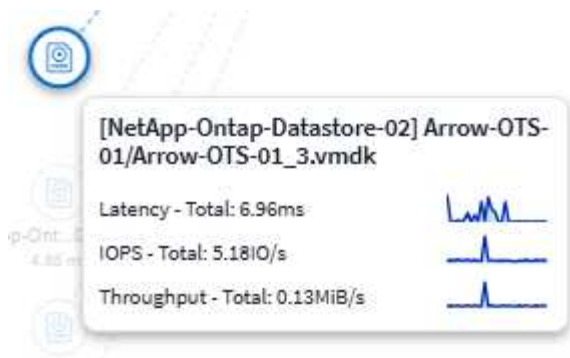 [NetApp-Ontap-Datastore-02] Arrow-OTS-
01/Arrow-OTS-01_3.vmdk
Latency - Total: 6.96ms
IOPS - Total: 5.18IO/s
Throughput - Total: 0.13MiB/s